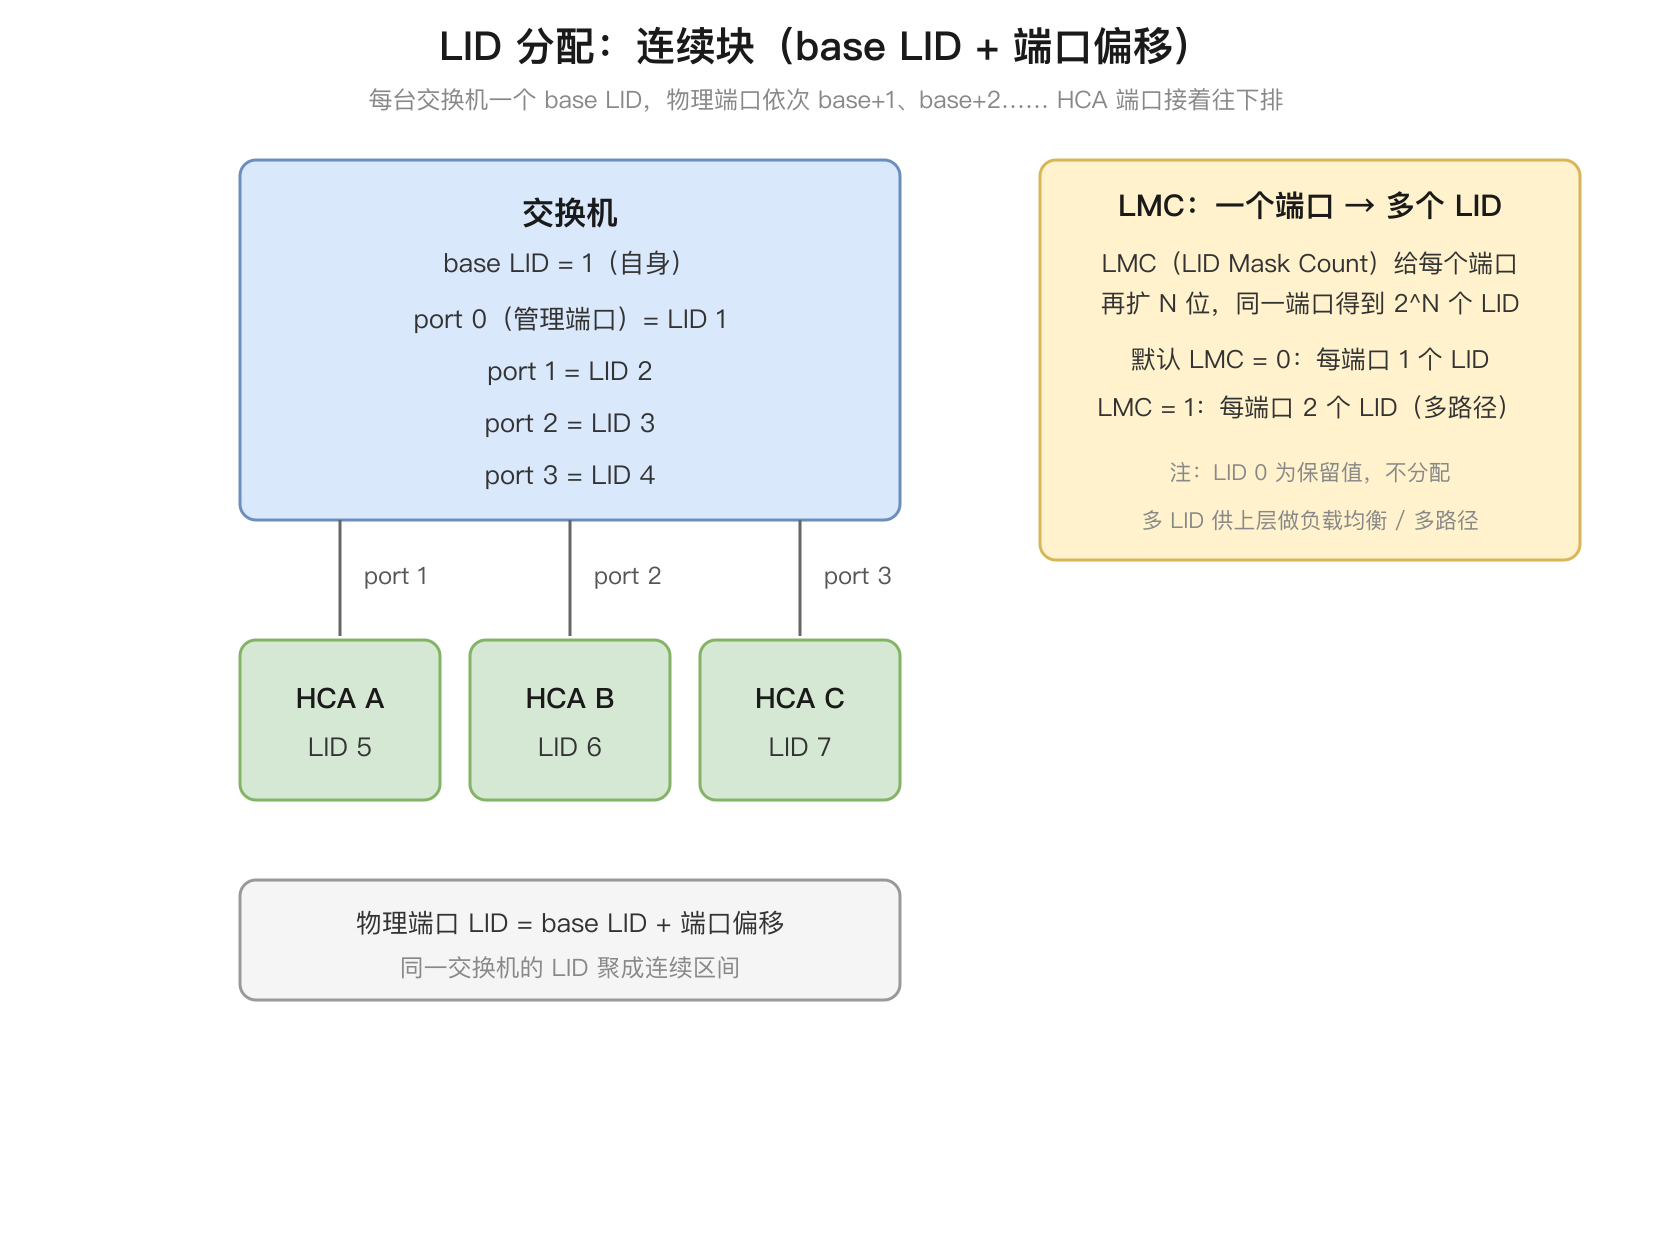 LID 分配：连续块（base LID + 端口偏移）
每台交换机一个 base LID，物理端口依次 base+1、base+2…… HCA 端口接着往下排
交换机
base LID = 1（自身）
port 0（管理端口）= LID 1
port 1 = LID 2
port 2 = LID 3
port 3 = LID 4
LMC：一个端口 → 多个 LID
LMC（LID Mask Count）给每个端口
再扩 N 位，同一端口得到 2^N 个 LID
默认 LMC = 0：每端口 1 个 LID
LMC = 1：每端口 2 个 LID（多路径）
注：LID 0 为保留值，不分配
多 LID 供上层做负载均衡 / 多路径
port 1
port 2
port 3
HCA A
LID 5
HCA B
LID 6
HCA C
LID 7
物理端口 LID = base LID + 端口偏移
同一交换机的 LID 聚成连续区间